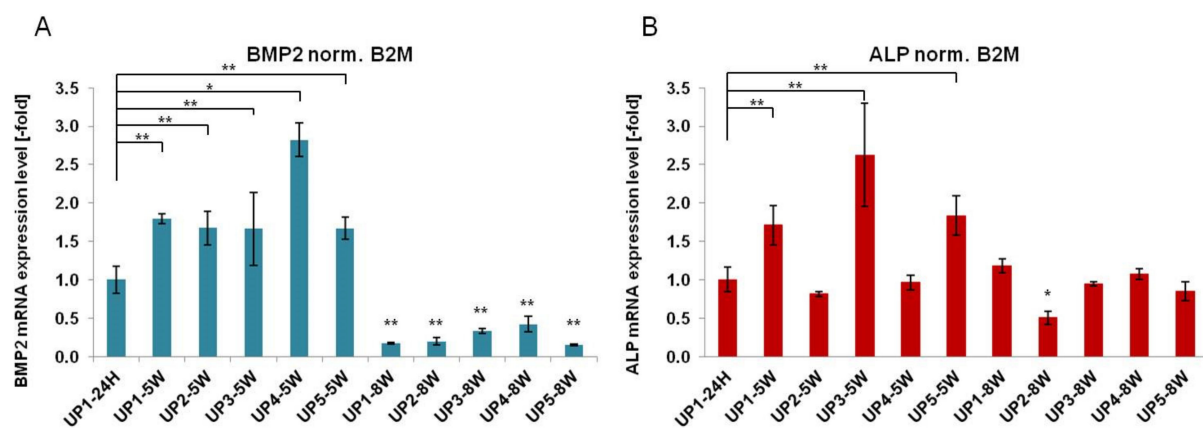 A
BMP2 norm. B2M
BMP2 mRNA expression level [-fold]
3.5
3.0
2.5
2.0
1.5
1.0
0.5
0.0
**
*
**
**
**
** ** ** ** **
UP1-24H UP1-5W UP2-5W UP3-5W UP4-5W UP5-5W UP1-8W UP2-8W UP3-8W UP4-8W UP5-8W
B
ALP norm. B2M
ALP mRNA expression level [-fold]
3.5
3.0
2.5
2.0
1.5
1.0
0.5
0.0
**
**
**
*
UP1-24H UP1-5W UP2-5W UP3-5W UP4-5W UP5-5W UP1-8W UP2-8W UP3-8W UP4-8W UP5-8W